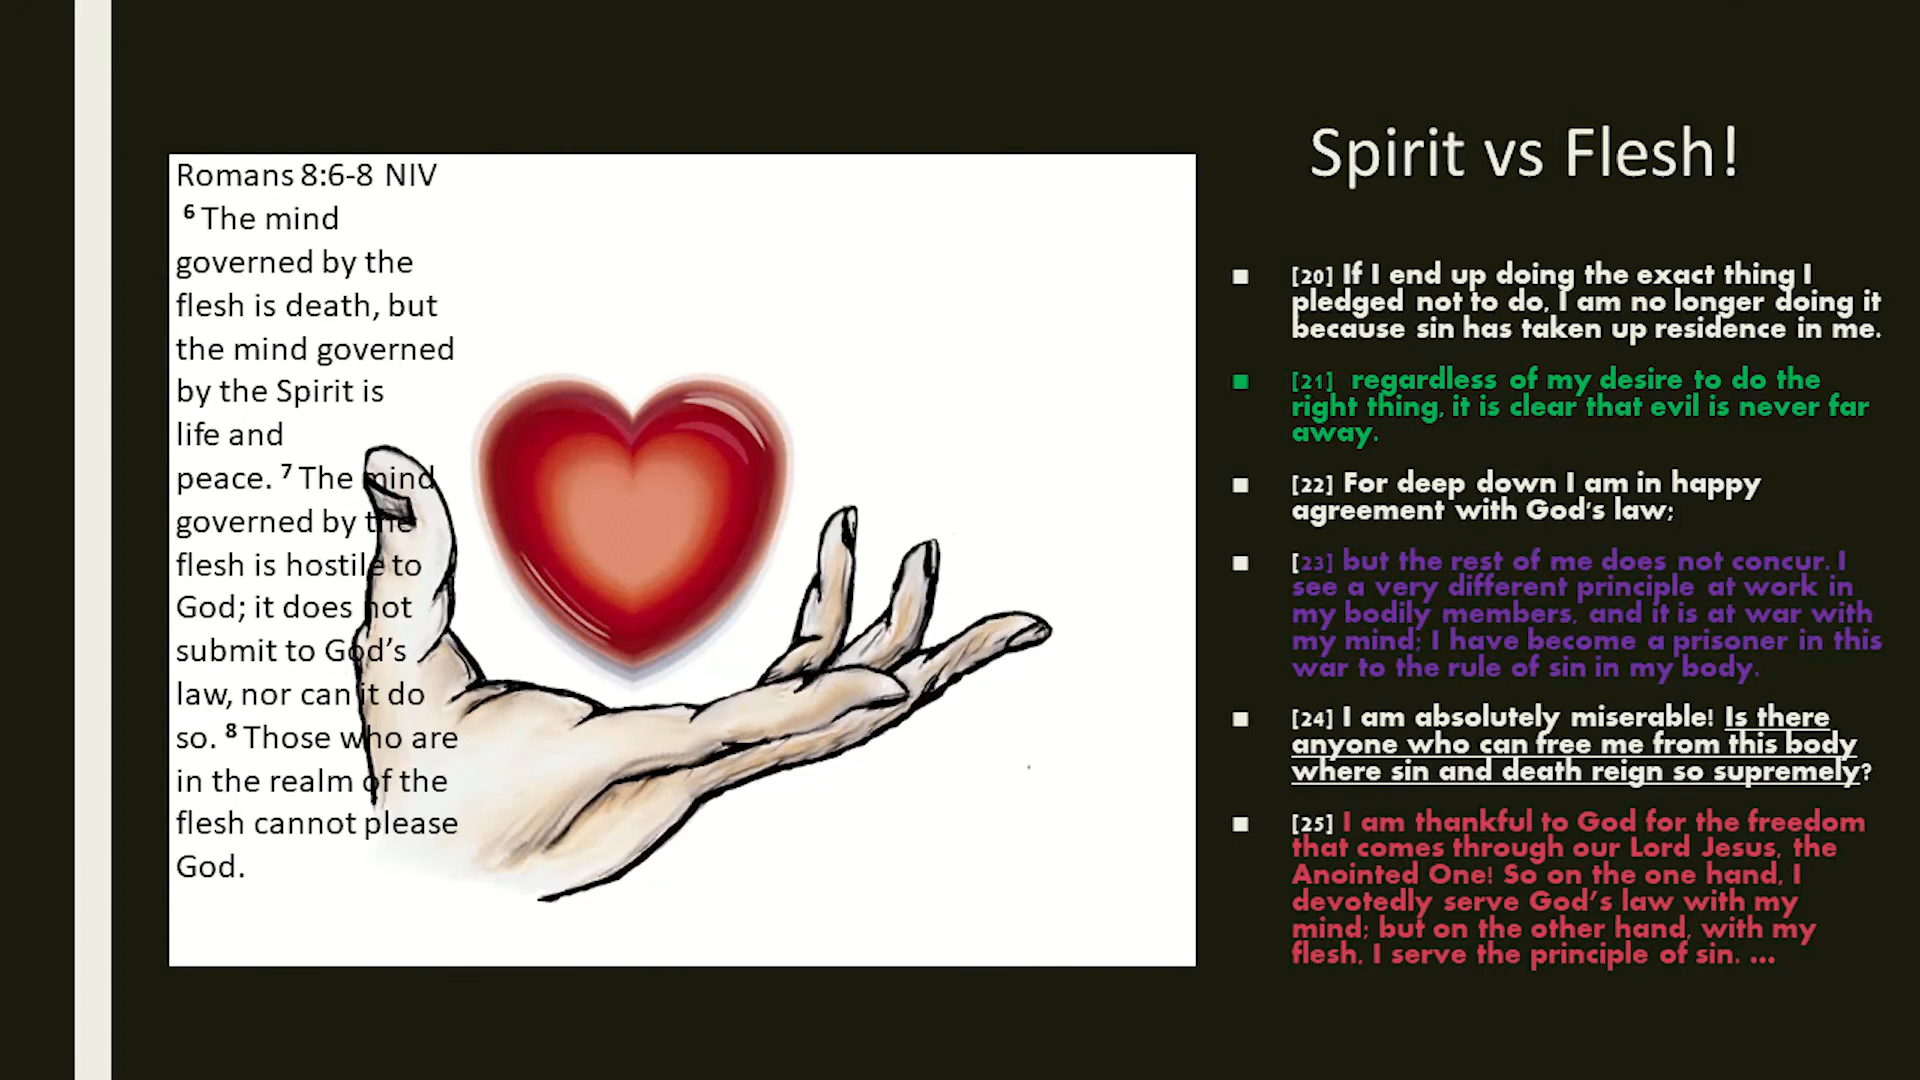 Spirit vs Flesh!
Romans 8:6-8 NIV
6 The mind
governed by the
flesh is death, but
the mind governed
by the Spirit is
life and
peace. 7 The mind
governed by the
flesh is hostile to
God; it does not
submit to God's
law, nor can it do
so. 8 Those who are
in the realm of the
flesh cannot please
God.
[20] If I end up doing the exact thing I
pledged not to do, I am no longer doing it
because sin has taken up residence in me.
[21] regardless of my desire to do the
right thing, it is clear that evil is never far
away.
[22] For deep down I am in happy
agreement with God's law;
[23] but the rest of me does not concur. I
see a very different principle at work in
my bodily members, and it is at war with
my mind; I have become a prisoner in this
war to the rule of sin in my body.
[24] I am absolutely miserable! Is there
anyone who can free me from this body
where sin and death reign so supremely?
[25] I am thankful to God for the freedom
that comes through our Lord Jesus, the
Anointed One! So on the one hand, I
devotedly serve God's law with my
mind; but on the other hand, with my
flesh, I serve the principle of sin. ...